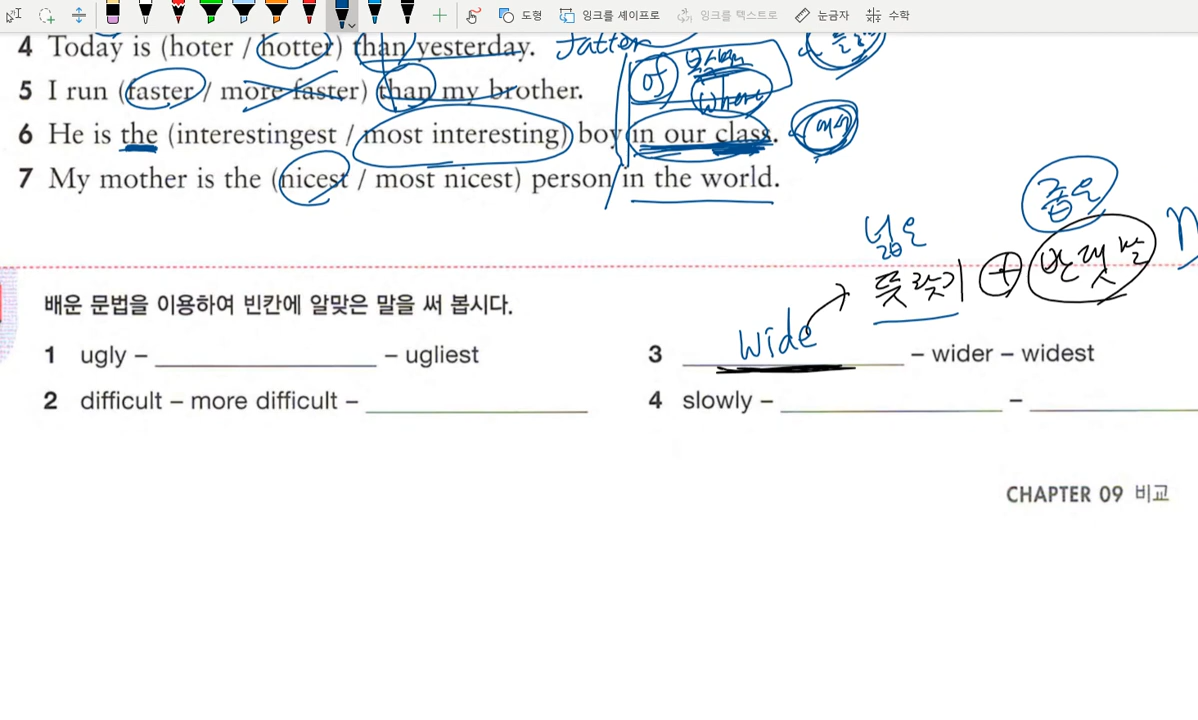 도형 잉크를 셰이프로 잉크를 텍스트로 눈금자 수학
4 Today is (hoter / hotter) than yesterday.
5 I run (faster / more faster) than my brother. of
where
6 He is the (interestingest / most interesting) boy in our class.
7 My mother is the (nicest / most nicest) person in the world.
좁은
넓은
뜻 찾기 + 반댓말
배운 문법을 이용하여 빈칸에 알맞은 말을 써 봅시다.
1 ugly – – ugliest
3 wide – wider – widest
2 difficult – more difficult –
4 slowly – –
CHAPTER 09 비교